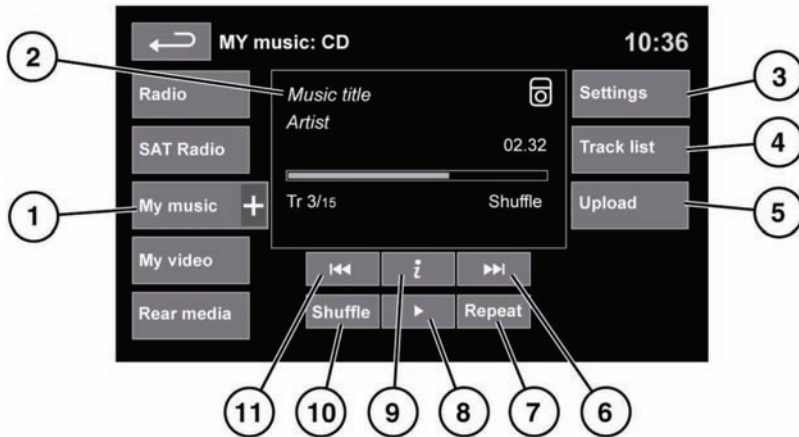 MY music: CD
10:36
2
3
4
5
1
Radio
SAT Radio
My music +
My video
Rear media
Music title
Artist
02.32
Tr 3/15 Shuffle
Settings
Track list
Upload
i
Shuffle
Repeat
11 10 9 8 7 6